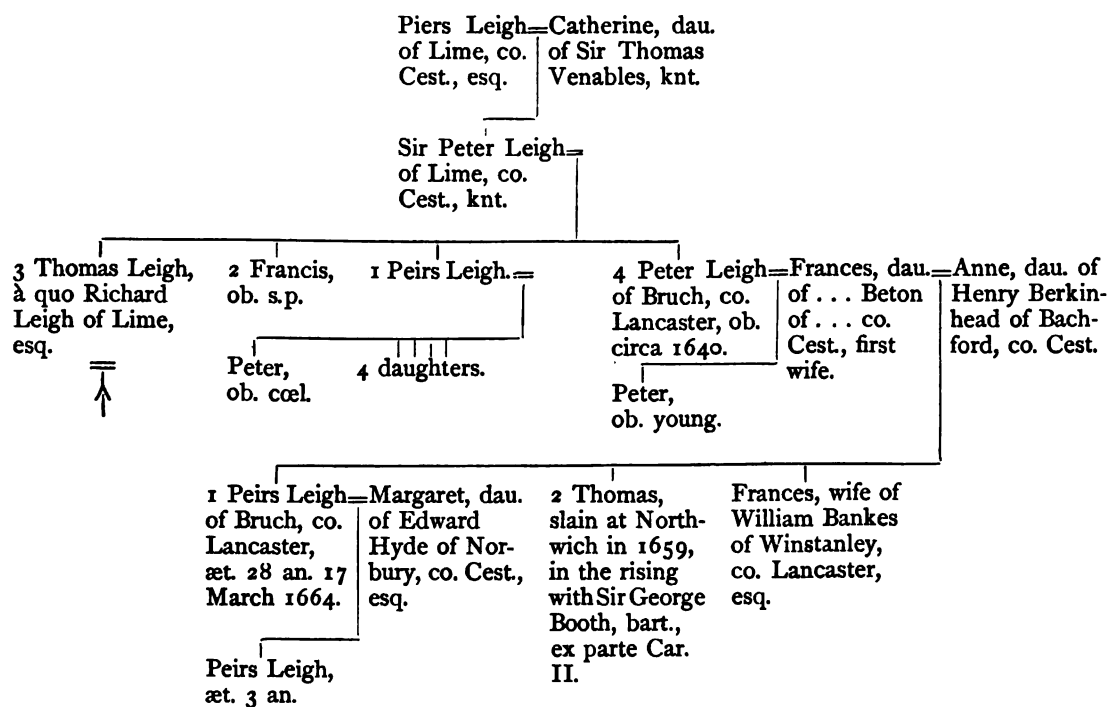 Piers Leigh=Catherine, dau.
of Lime, co. of Sir Thomas
Cest., esq. Venables, knt.
Sir Peter Leigh=
of Lime, co.
Cest., knt.
3 Thomas Leigh,
à quo Richard
Leigh of Lime,
esq.
2 Francis,
ob. s.p.
1 Peirs Leigh.=
Peter,
ob. cœl.
4 daughters.
4 Peter Leigh=
of Bruch, co.
Lancaster, ob.
circa 1640.
Frances, dau.=
of . . . Beton
of . . . co.
Cest., first
wife.
Anne, dau. of
Henry Berkin-
head of Bach-
ford, co. Cest.
Peter,
ob. young.
1 Peirs Leigh=
of Bruch, co.
Lancaster,
æt. 28 an. 17
March 1664.
Margaret, dau.
of Edward
Hyde of Nor-
bury, co. Cest.,
esq.
2 Thomas,
slain at North-
wich in 1659,
in the rising
with Sir George
Booth, bart.,
ex parte Car.
II.
Frances, wife of
William Bankes
of Winstanley,
co. Lancaster,
esq.
Peirs Leigh,
æt. 3 an.